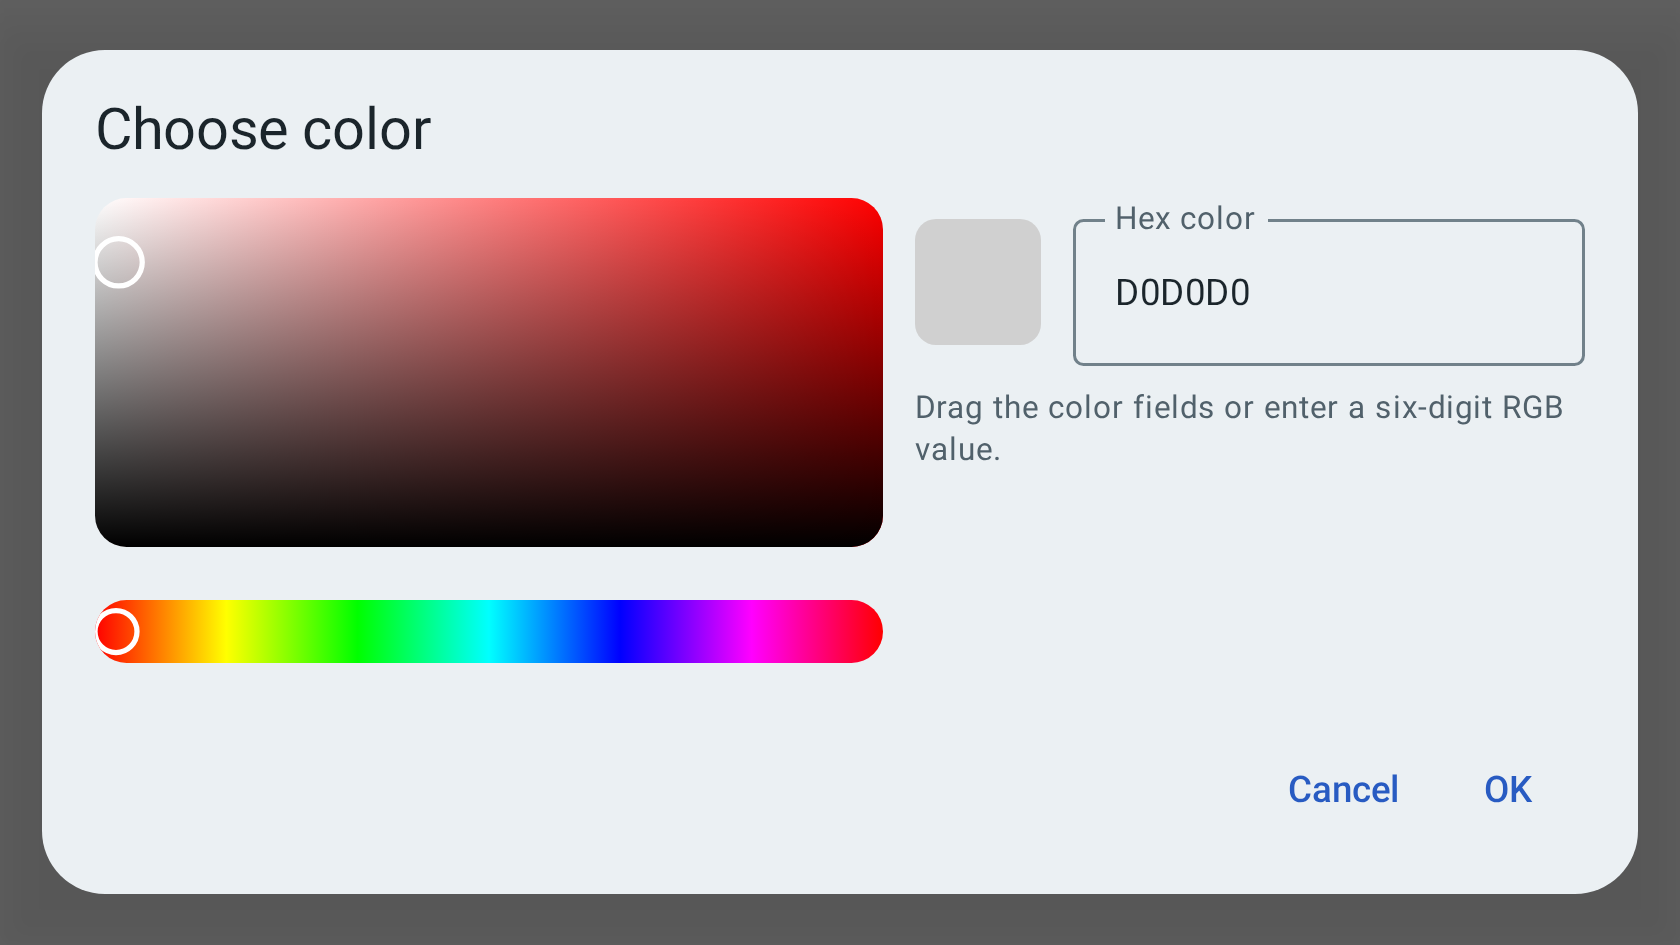 Choose color
Hex color
D0D0D0
Drag the color fields or enter a six-digit RGB
value.
Cancel
OK